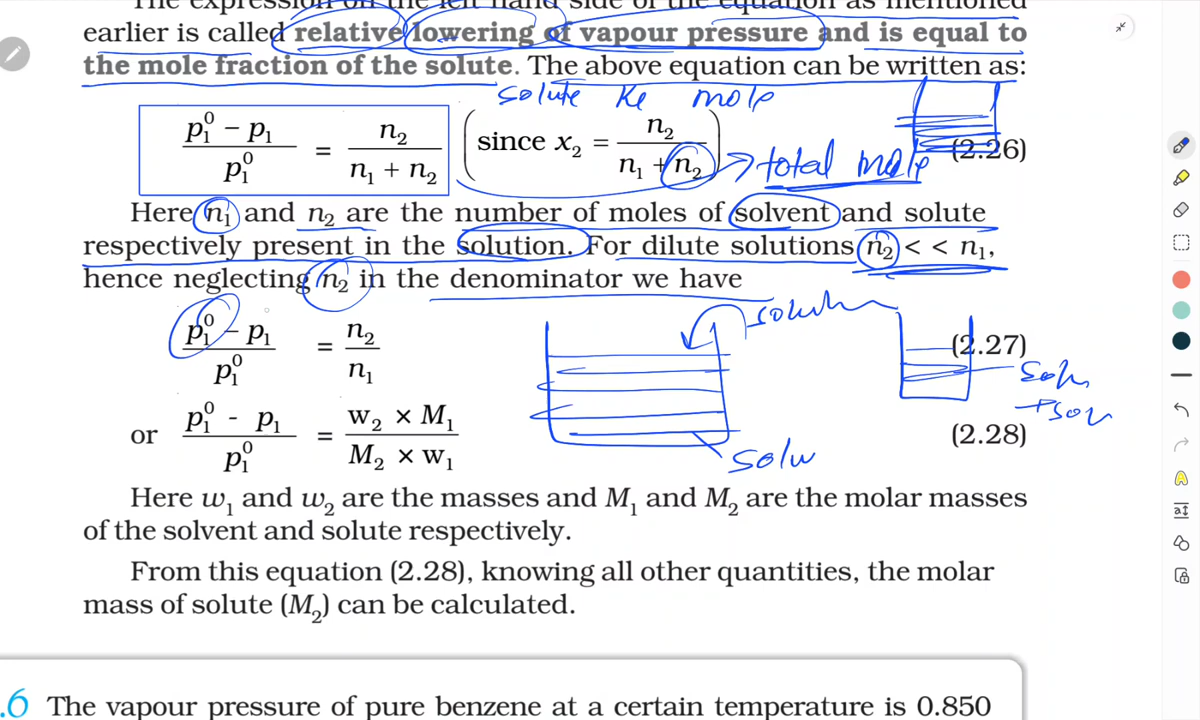 The expression on the left hand side of the equation as mentioned
earlier is called relative lowering of vapour pressure and is equal to
the mole fraction of the solute. The above equation can be written as:
solute ke mole
(p₁⁰ − p₁)/p₁⁰ = n₂/(n₁ + n₂) (since x₂ = n₂/(n₁ + n₂)) (2.26)
total mole
Here n₁ and n₂ are the number of moles of solvent and solute
respectively present in the solution. For dilute solutions n₂ < < n₁,
hence neglecting n₂ in the denominator we have
(p₁⁰ − p₁)/p₁⁰ = n₂/n₁ (2.27)
or (p₁⁰ - p₁)/p₁⁰ = (w₂ × M₁)/(M₂ × w₁) (2.28)
Here w₁ and w₂ are the masses and M₁ and M₂ are the molar masses
of the solvent and solute respectively.
From this equation (2.28), knowing all other quantities, the molar
mass of solute (M₂) can be calculated.
.6 The vapour pressure of pure benzene at a certain temperature is 0.850